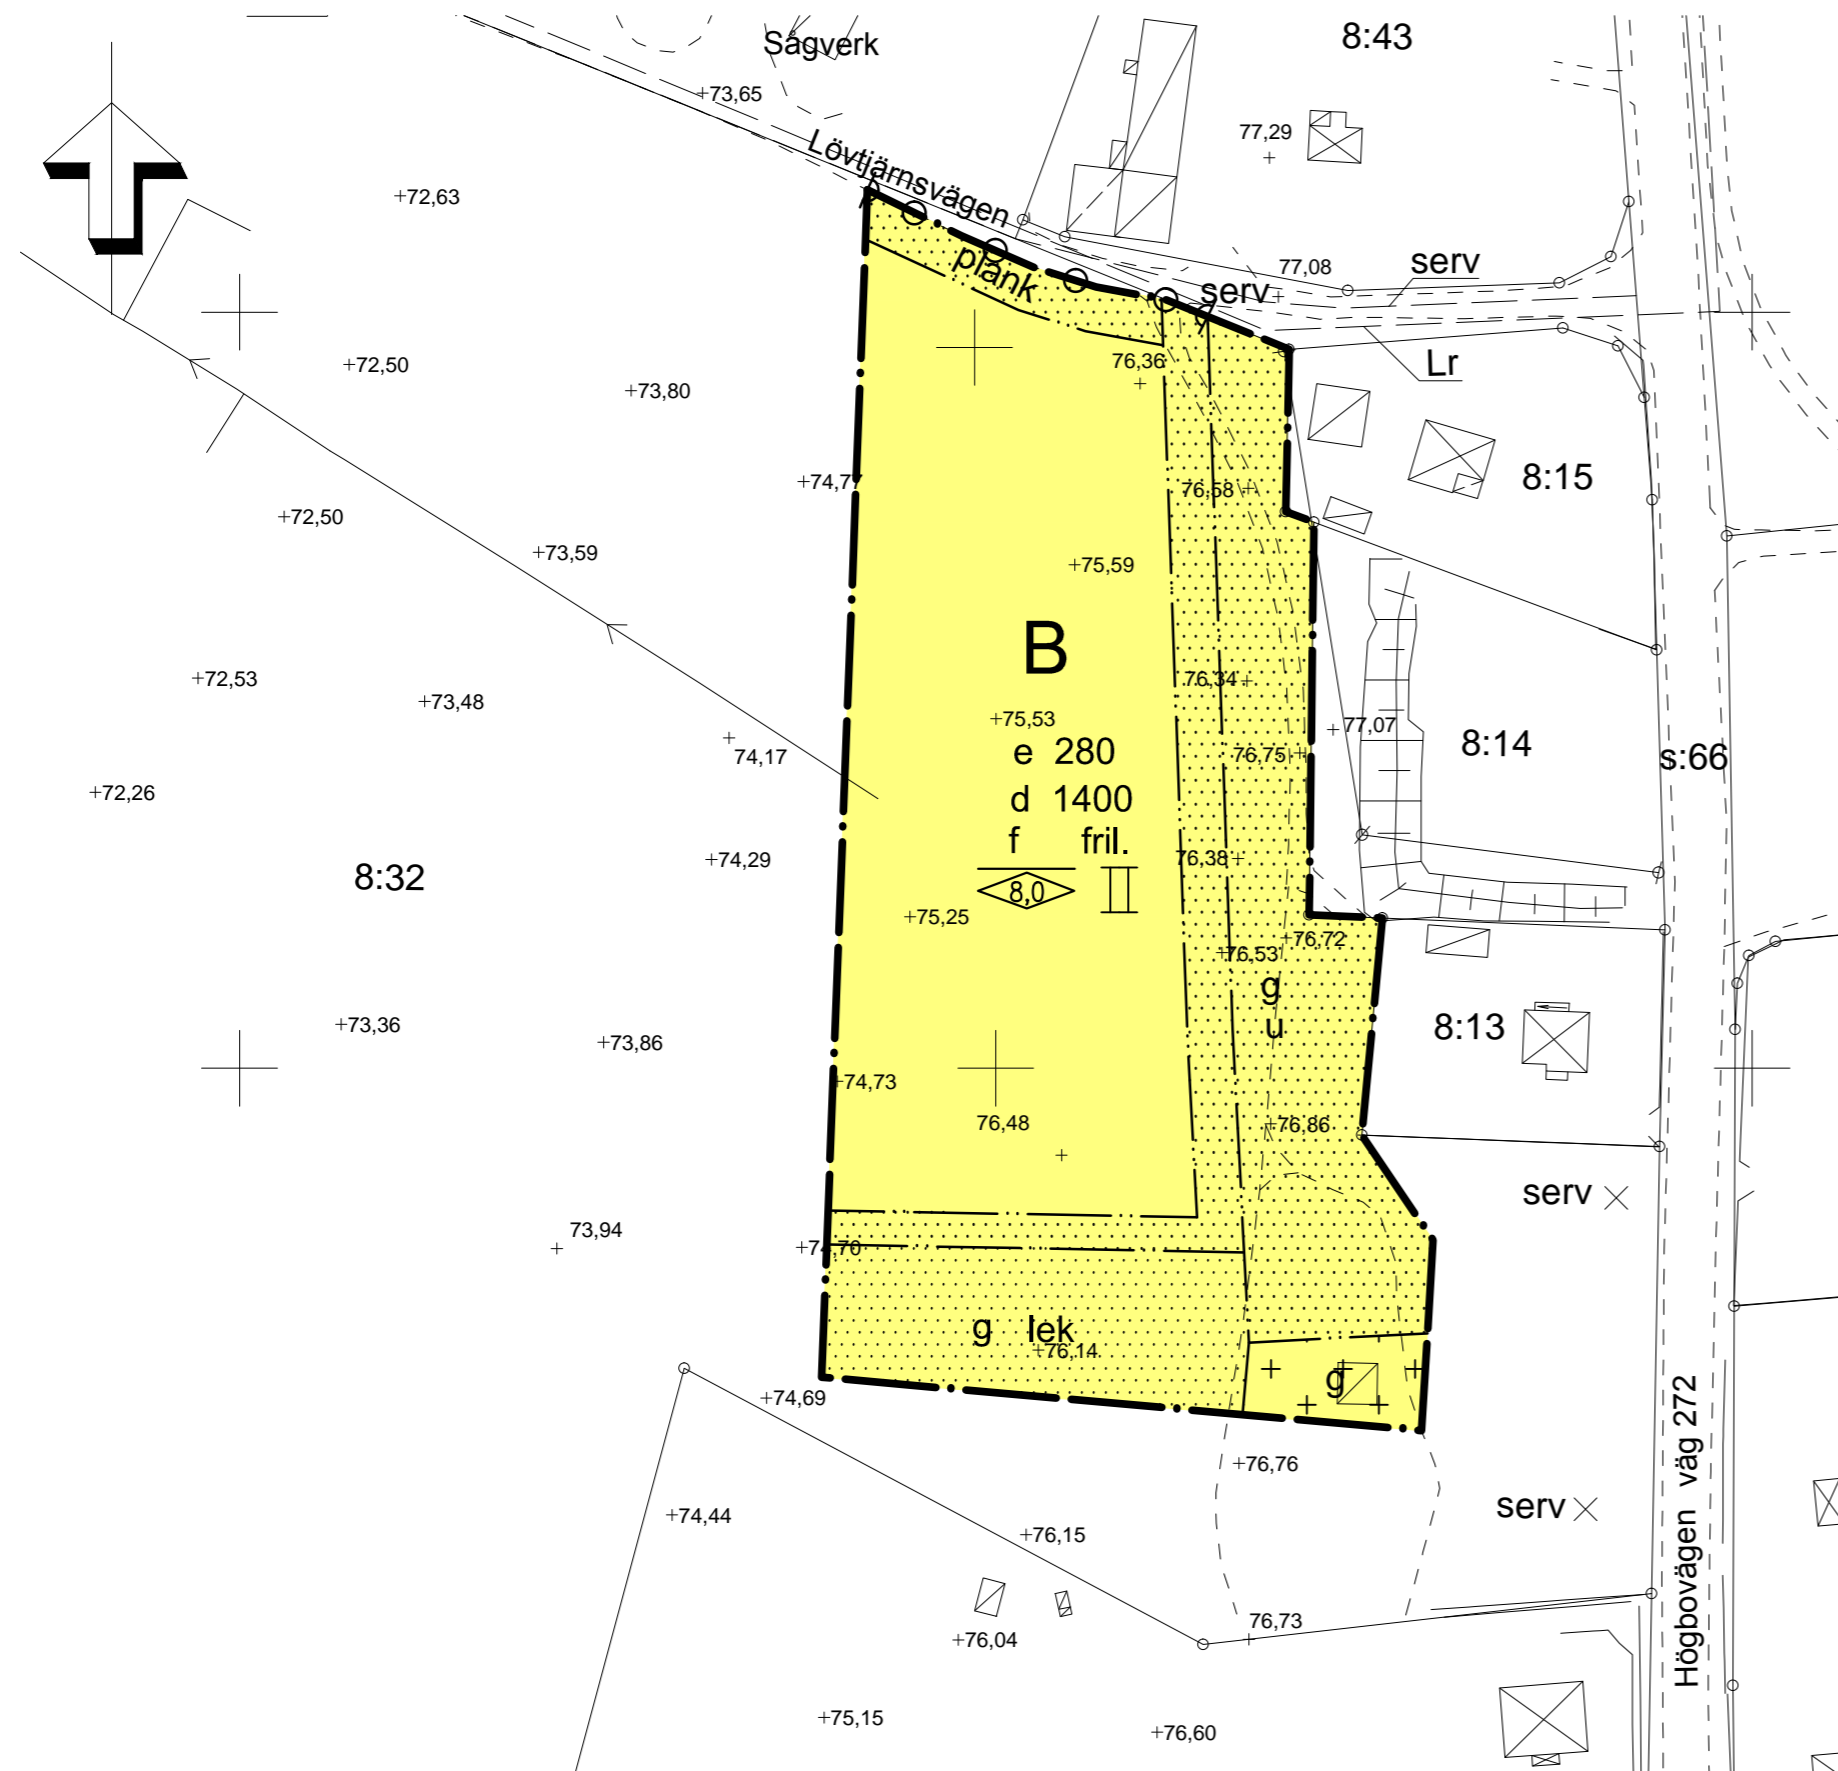 Sågverk
8:43
+73,65
77,29
Lövtjärnsvägen
+72,63
plank
serv
77,08
serv
+72,50
+73,80
76,36
Lr
+74,77
76,58
8:15
+72,50
+73,59
+75,59
B
+72,53
+73,48
76,34
+75,53
77,07
8:14
s:66
74,17
e 280
76,75
+72,26
d 1400
f fril.
8:32
+74,29
8,0
II
76,38
+75,25
+76,72
+76,53
g
u
+73,36
+73,86
8:13
+74,73
76,48
+76,86
serv
73,94
+74,70
g lek
+76,14
g
+74,69
Högbovägen väg 272
+76,76
+74,44
+76,15
serv
76,73
+76,04
+75,15
+76,60